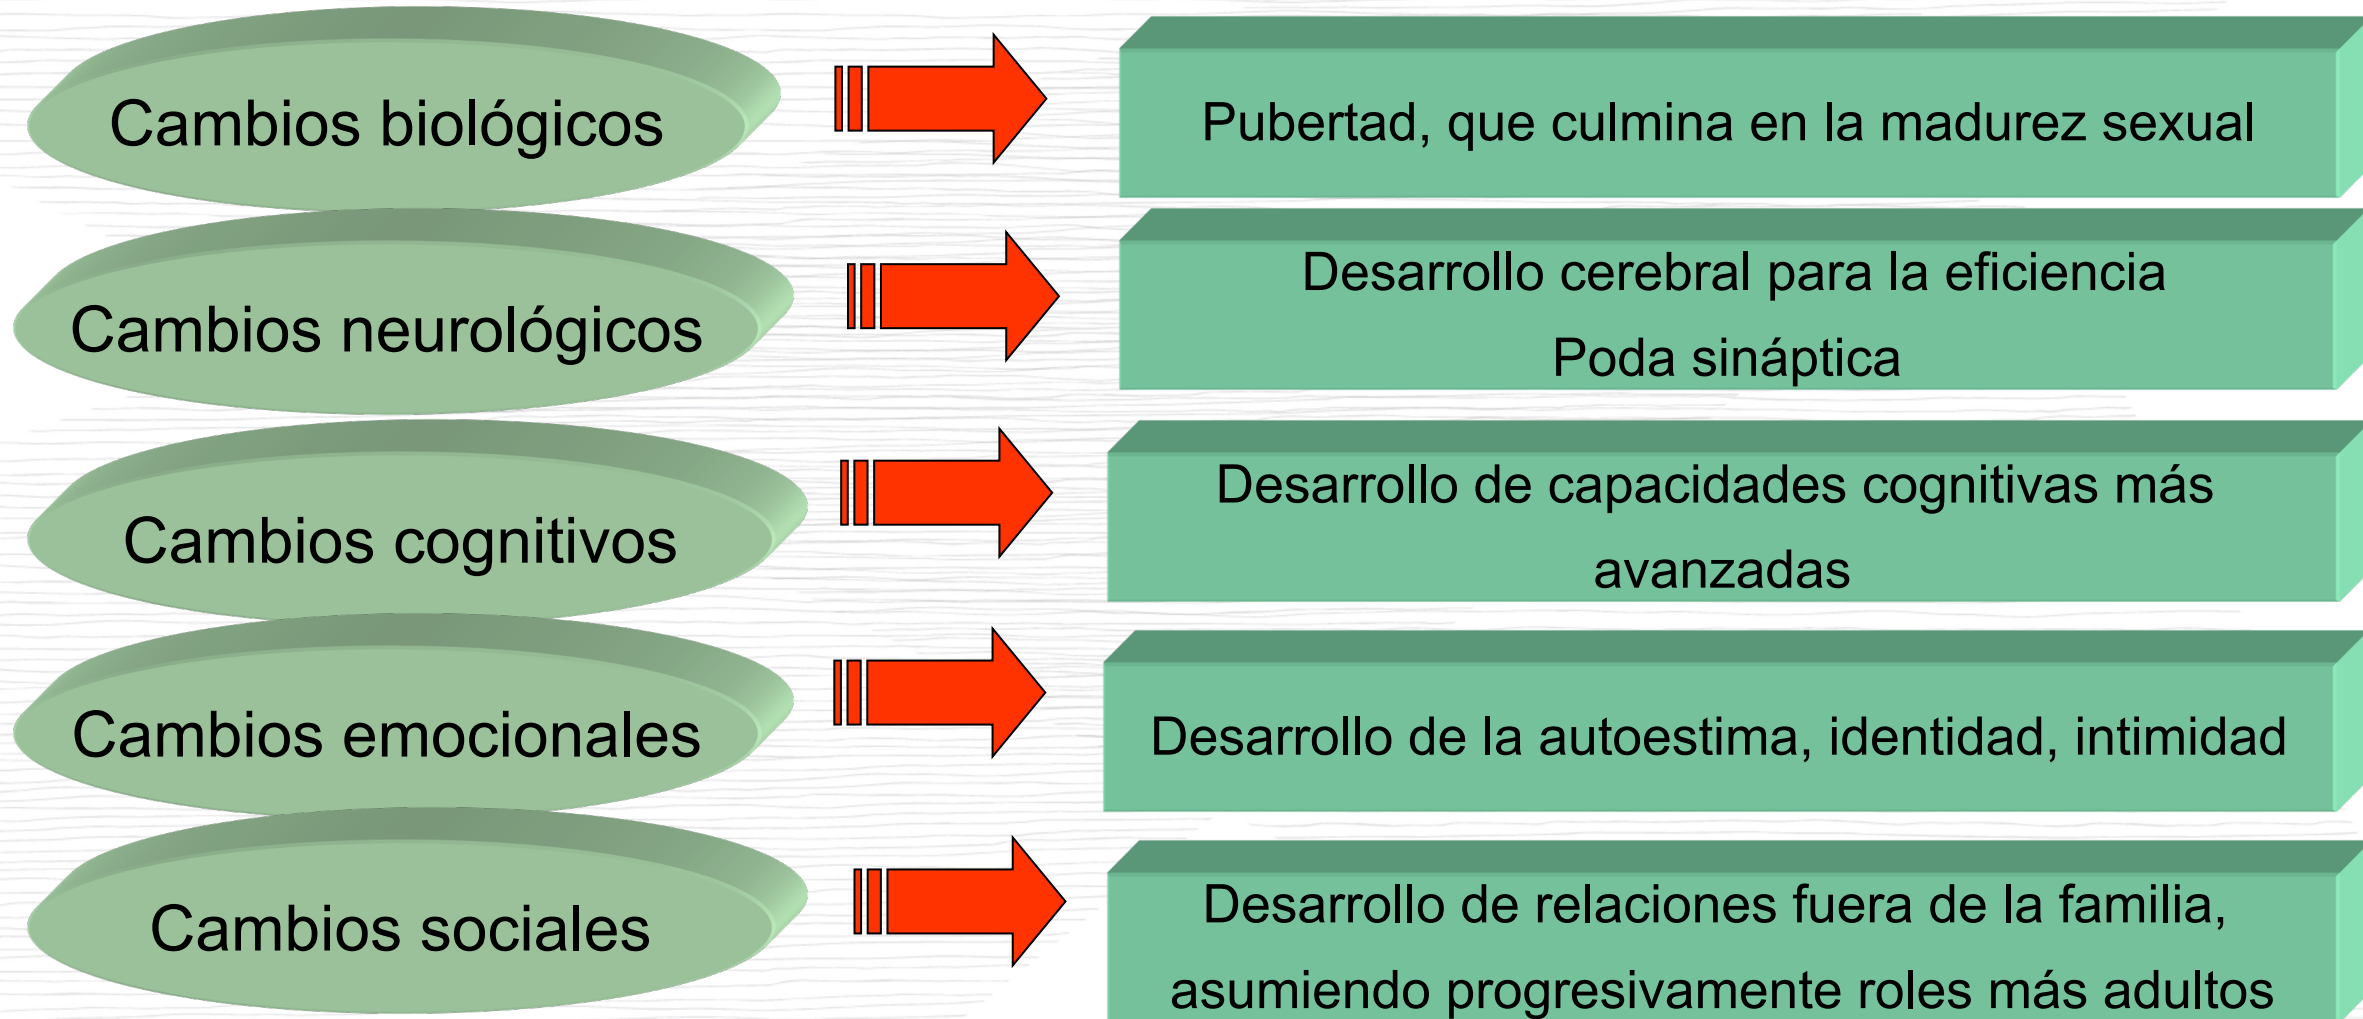 Cambios biológicos
Pubertad, que culmina en la madurez sexual
Cambios neurológicos
Desarrollo cerebral para la eficiencia
Poda sináptica
Cambios cognitivos
Desarrollo de capacidades cognitivas más
avanzadas
Cambios emocionales
Desarrollo de la autoestima, identidad, intimidad
Cambios sociales
Desarrollo de relaciones fuera de la familia,
asumiendo progresivamente roles más adultos